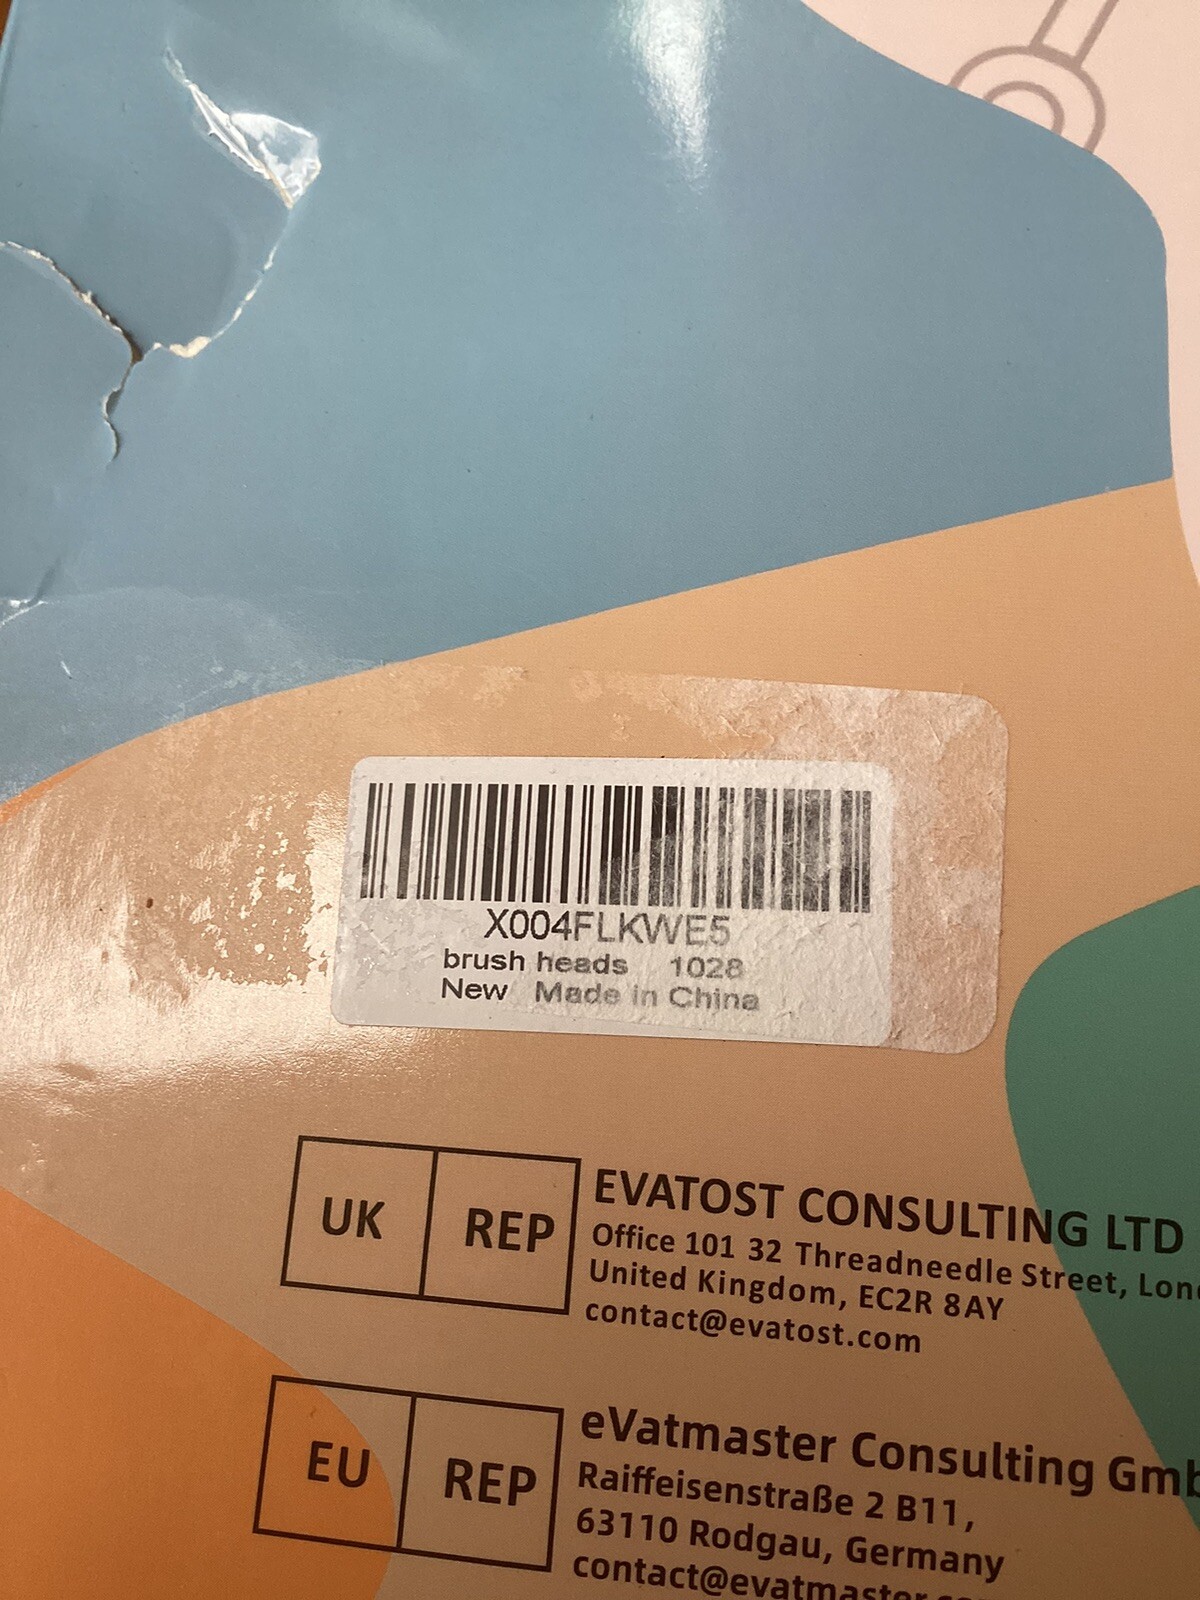 X004FLKWE5
brush heads 1028
New Made in China
UK REP
EVATOST CONSULTING LTD
Office 101 32 Threadneedle Street,
United Kingdom, EC2R 8AY
contact@evatost.com
EU REP
eVatmaster Consulting
Raiffeisenstraße 2 B11,
63110 Rodgau, Germany